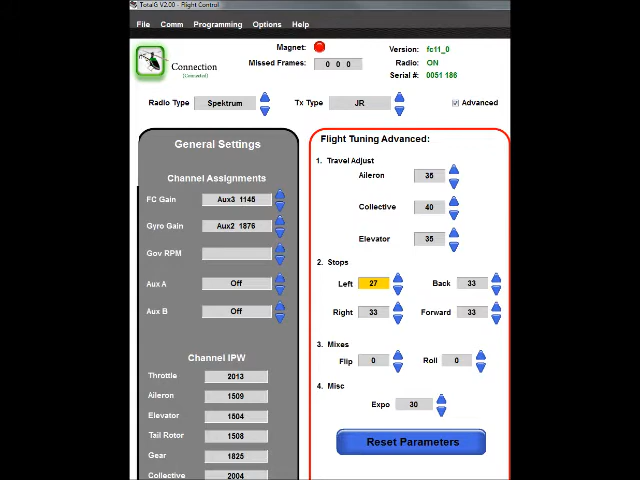 TotalG V2.00 - Flight Control
File Comm Programming Options Help
Connection
(Connected)
Magnet:
Missed Frames: 0 0 0
Version: fc11_0
Radio: ON
Serial #: 0051 186
Radio Type Spektrum Tx Type JR Advanced
General Settings
Channel Assignments
FC Gain Aux3 1145
Gyro Gain Aux2 1876
Gov RPM
Aux A Off
Aux B Off
Channel IPW
Throttle 2013
Aileron 1509
Elevator 1504
Tail Rotor 1508
Gear 1825
Collective 2004
Flight Tuning Advanced:
1. Travel Adjust
Aileron 35
Collective 40
Elevator 35
2. Stops
Left 27 Back 33
Right 33 Forward 33
3. Mixes
Flip 0 Roll 0
4. Misc
Expo 30
Reset Parameters